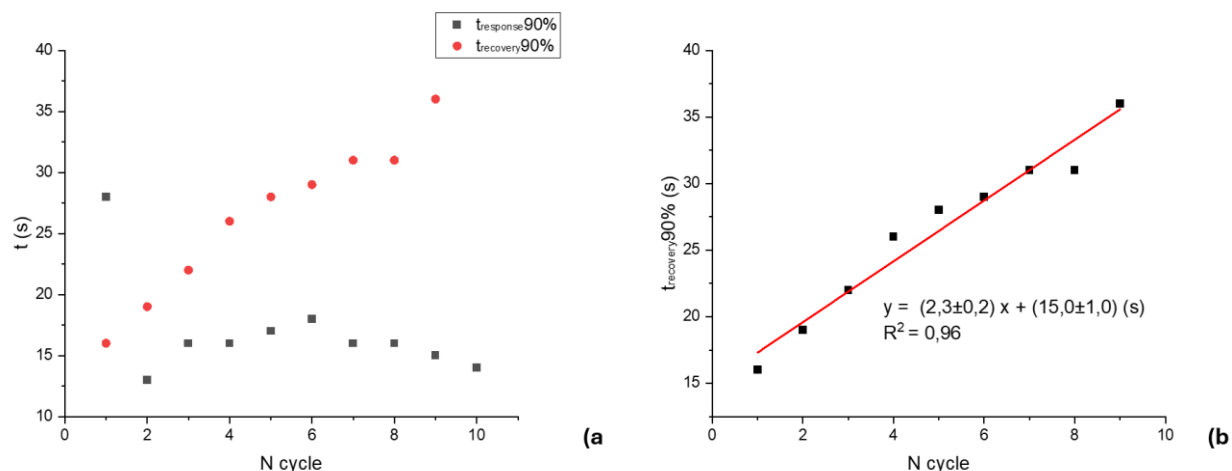 tresponse90%
trecovery90%
40
35
30
25
20
15
10
t (s)
0
2
4
6
8
10
N cycle
(a
40
35
30
25
20
15
trecovery90% (s)
y = (2,3±0,2) x + (15,0±1,0) (s)
R² = 0,96
0
2
4
6
8
10
N cycle
(b